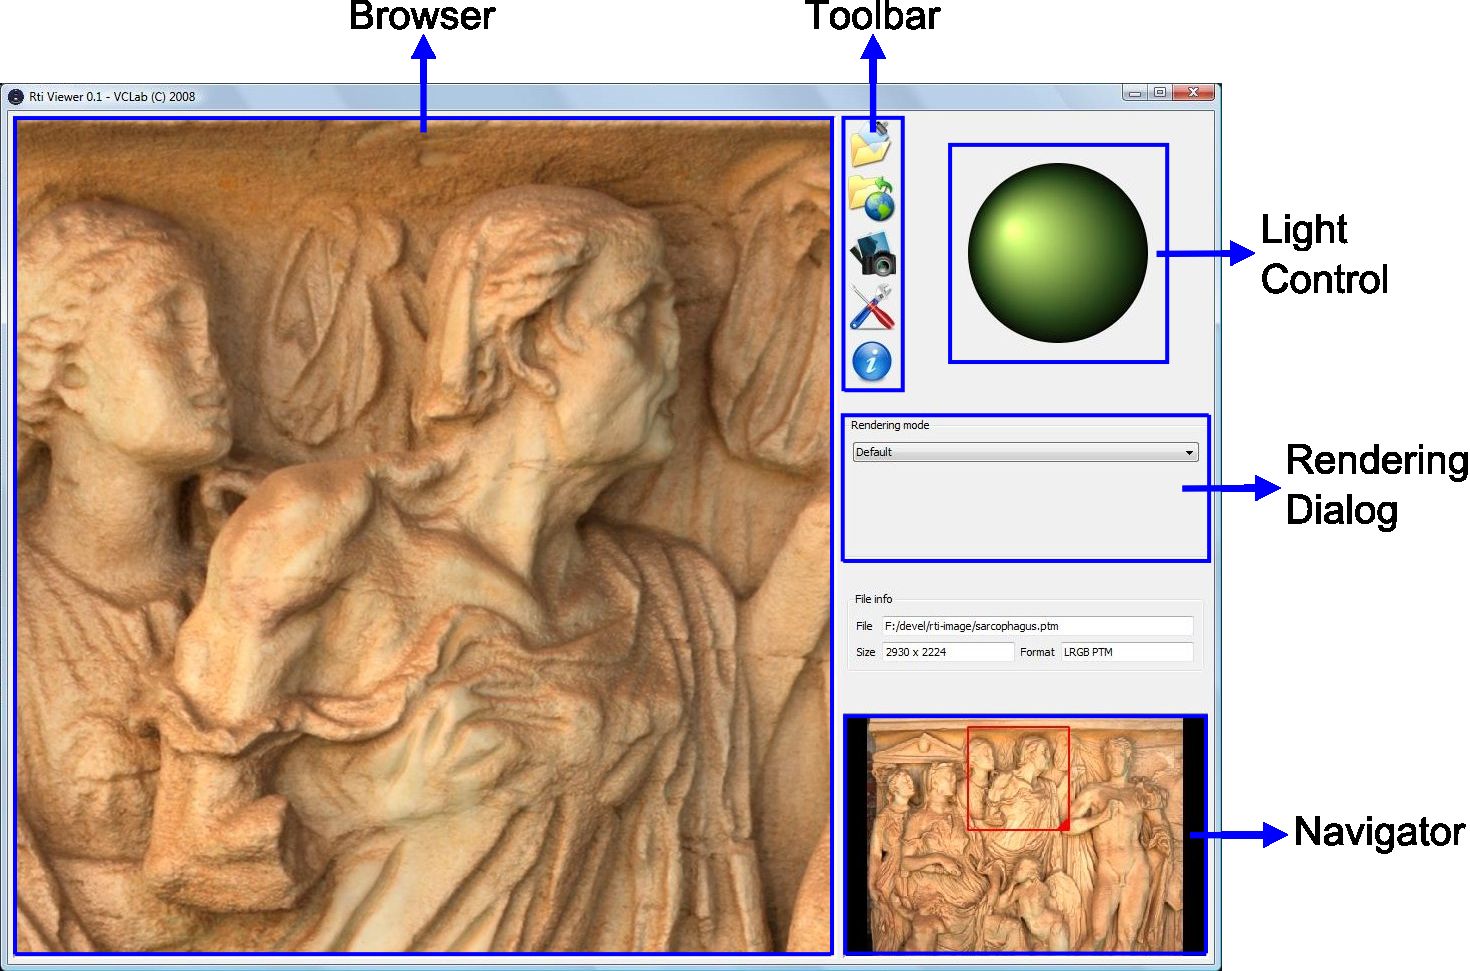 Browser
Toolbar
Rti Viewer 0.1 - VCLab (C) 2008
Light
Control
Rendering mode
Default
Rendering
Dialog
File info
File F:/devel/rti-image/sarcophagus.ptm
Size 2930 x 2224 Format LRGB PTM
Navigator